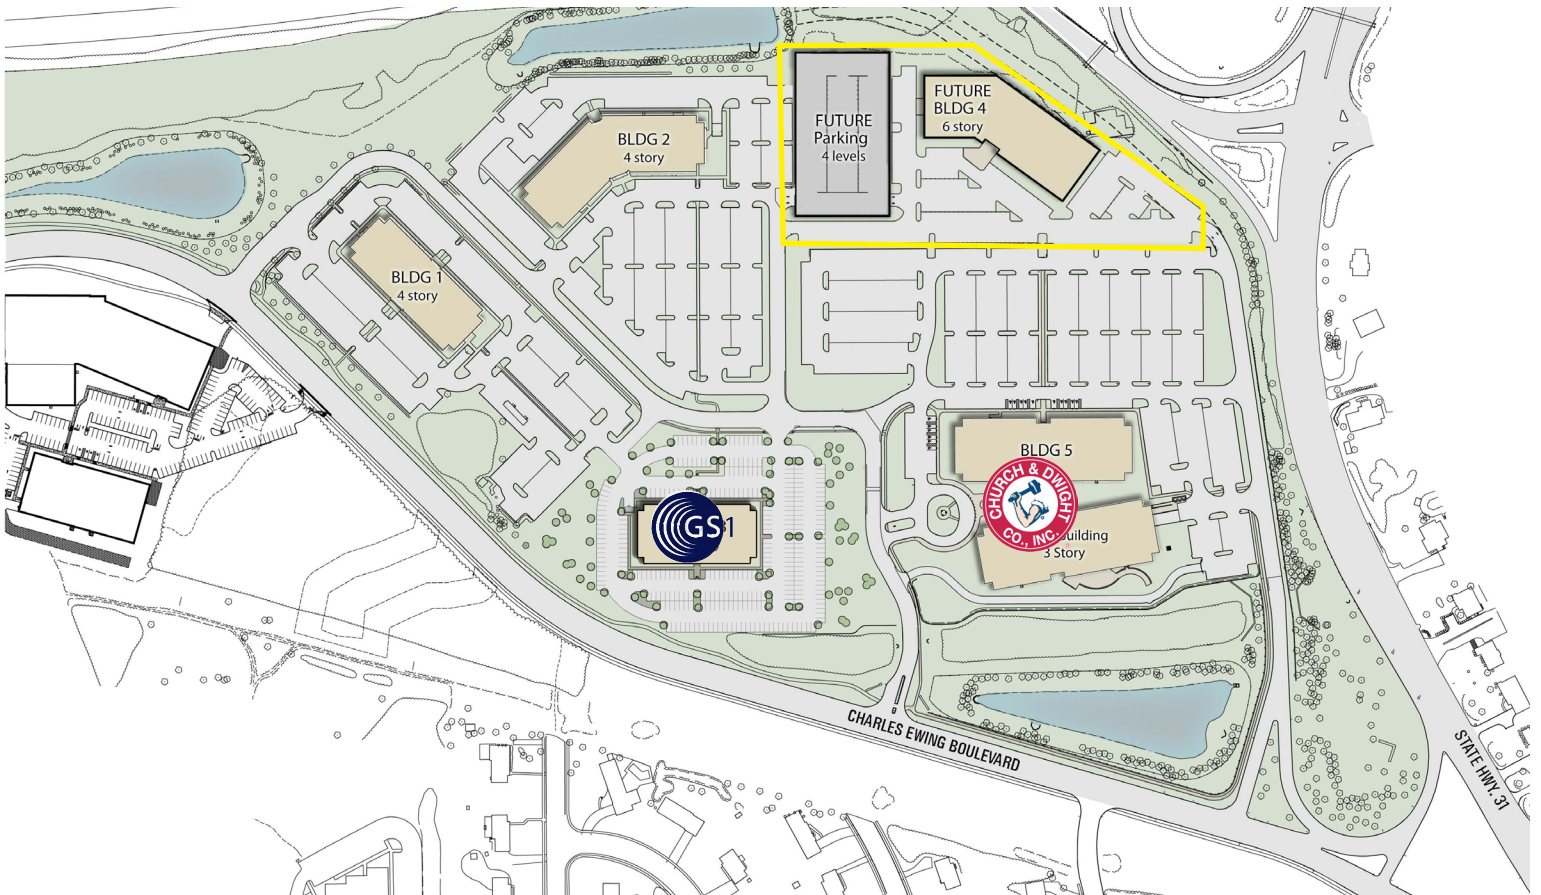 FUTURE
BLDG 4
6 story
FUTURE
Parking
4 levels
BLDG 2
4 story
BLDG 1
4 story
BLDG 5
CHURCH & DWIGHT
CO., INC.
uilding
3 Story
GS1
CHARLES EWING BOULEVARD
STATE HWY. 31